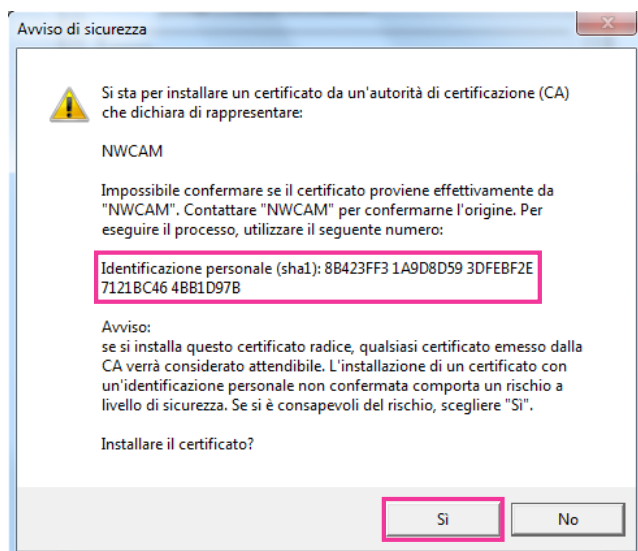 Avviso di sicurezza
Si sta per installare un certificato da un'autorità di certificazione (CA)
che dichiara di rappresentare:
NWCAM
Impossibile confermare se il certificato proviene effettivamente da
"NWCAM". Contattare "NWCAM" per confermarne l'origine. Per
eseguire il processo, utilizzare il seguente numero:
Identificazione personale (sha1): 8B423FF3 1A9D8D59 3DFEBF2E
7121BC46 4BB1D97B
Avviso:
se si installa questo certificato radice, qualsiasi certificato emesso dalla
CA verrà considerato attendibile. L'installazione di un certificato con
un'identificazione personale non confermata comporta un rischio a
livello di sicurezza. Se si è consapevoli del rischio, scegliere "Sì".
Installare il certificato?
Sì No